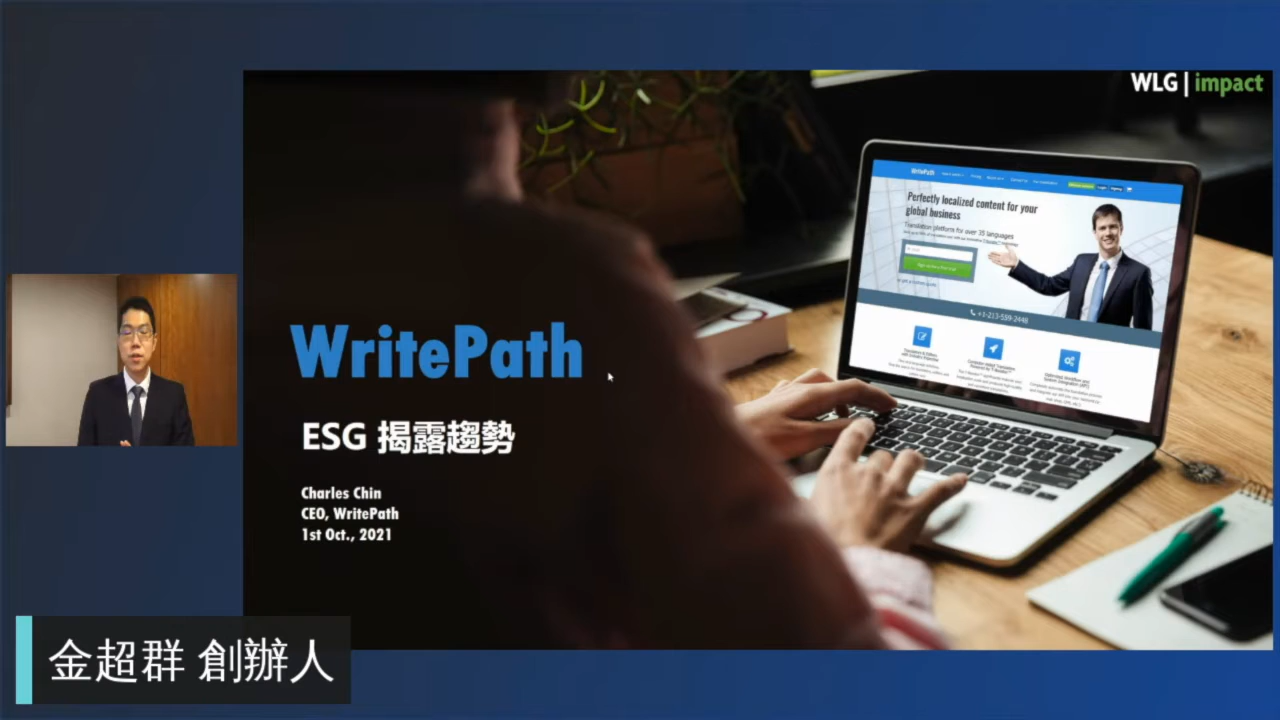 WLG | impact
WritePath
Perfectly localized content for your
global business
Translation platform for over 35 languages
+1-213-599-2448
WritePath
ESG 揭露趨勢
Charles Chin
CEO, WritePath
1st Oct., 2021
金超群 創辦人